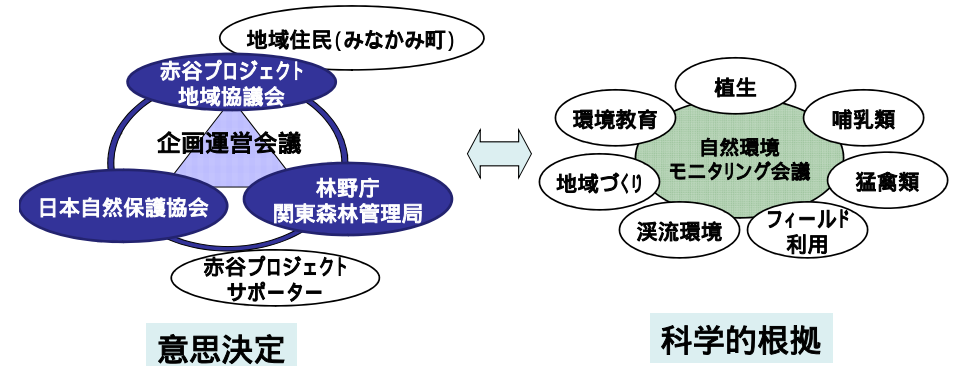 地域住民(みなかみ町)
赤谷プロジェクト
地域協議会
企画運営会議
日本自然保護協会
林野庁
関東森林管理局
赤谷プロジェクト
サポーター
意思決定
植生
環境教育
哺乳類
自然環境
モニタリング会議
地域づくり
猛禽類
渓流環境
フィールド
利用
科学的根拠